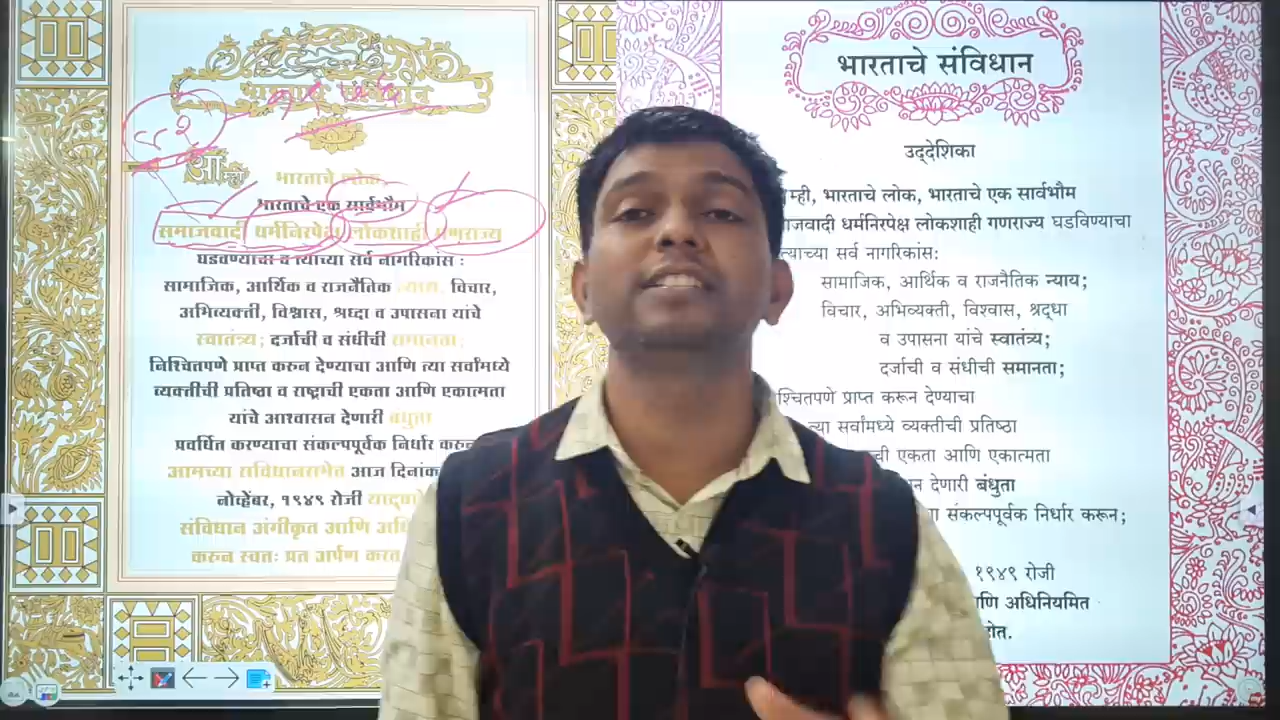 आम्ही
भारताचे लोक,
भारताचे एक सार्वभौम
समाजवादी धर्मनिरपेक्ष लोकशाही गणराज्य
घडवण्याचा व त्याच्या सर्व नागरिकांस :
सामाजिक, आर्थिक व राजनैतिक न्याय, विचार,
अभिव्यक्ती, विश्वास, श्रध्दा व उपासना यांचे
स्वातंत्र्य; दर्जाची व संधीची समानता;
निश्चितपणे प्राप्त करुन देण्याचा आणि त्या सर्वांमध्ये
व्यक्तीची प्रतिष्ठा व राष्ट्राची एकता आणि एकात्मता
यांचे आश्वासन देणारी बंधुता
प्रवर्धित करण्याचा संकल्पपूर्वक निर्धार करुन
आमच्या संविधानसभेत आज दिनांक
नोव्हेंबर, १९४९ रोजी
संविधान अंगीकृत आणि
करुन स्वतः प्रत अर्पण करत
भारताचे संविधान
उद्देशिका
म्ही, भारताचे लोक, भारताचे एक सार्वभौम
जवादी धर्मनिरपेक्ष लोकशाही गणराज्य घडविण्याचा
त्याच्या सर्व नागरिकांस:
सामाजिक, आर्थिक व राजनैतिक न्याय;
विचार, अभिव्यक्ती, विश्वास, श्रद्धा
व उपासना यांचे स्वातंत्र्य;
दर्जाची व संधीची समानता;
श्चितपणे प्राप्त करून देण्याचा
त्या सर्वांमध्ये व्यक्तीची प्रतिष्ठा
ची एकता आणि एकात्मता
न देणारी बंधुता
संकल्पपूर्वक निर्धार करून;
१९४९ रोजी
णि अधिनियमित
होत.